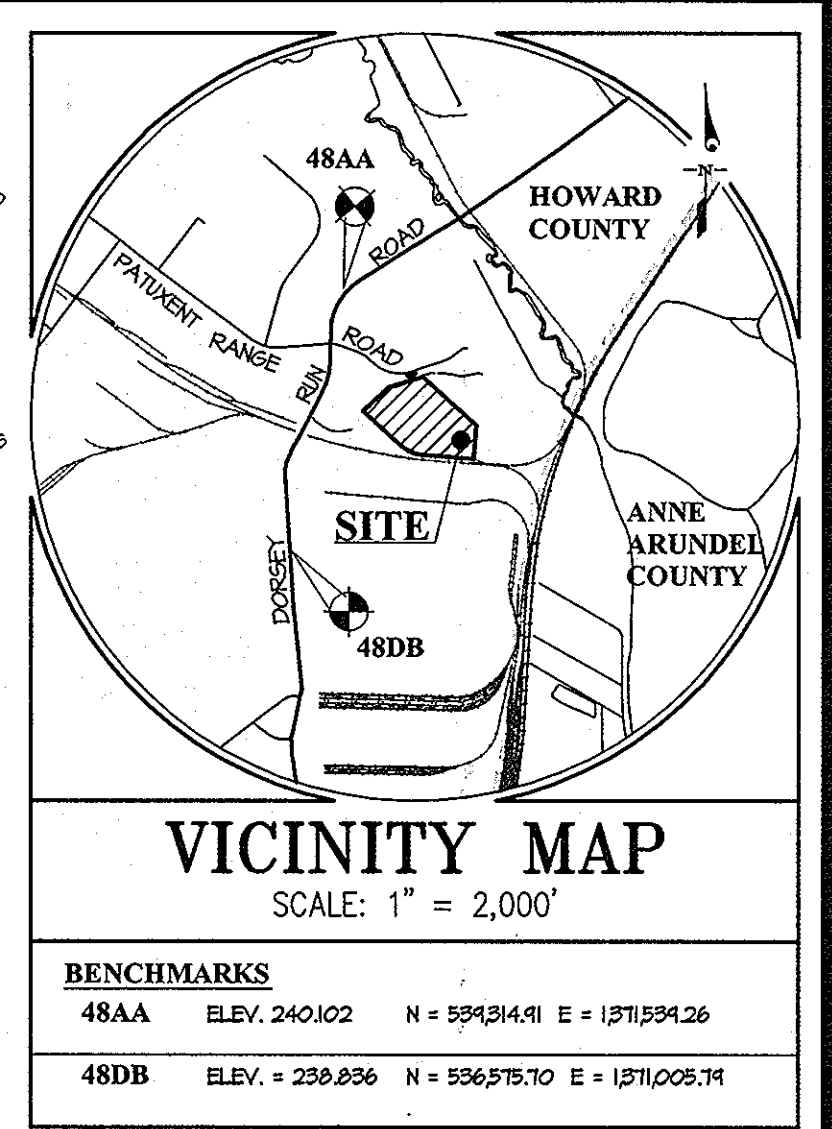 48AA
HOWARD
COUNTY
ROAD
-N-
PATUXENT RANGE ROAD
DORSEY RUN
SITE
ANNE
ARUNDEL
COUNTY
48DB
VICINITY MAP
SCALE: 1" = 2,000'
BENCHMARKS
48AA ELEV. 240.102 N = 539,314.91 E = 1,371,539.26
48DB ELEV. = 238.836 N = 536,575.70 E = 1,371,005.79